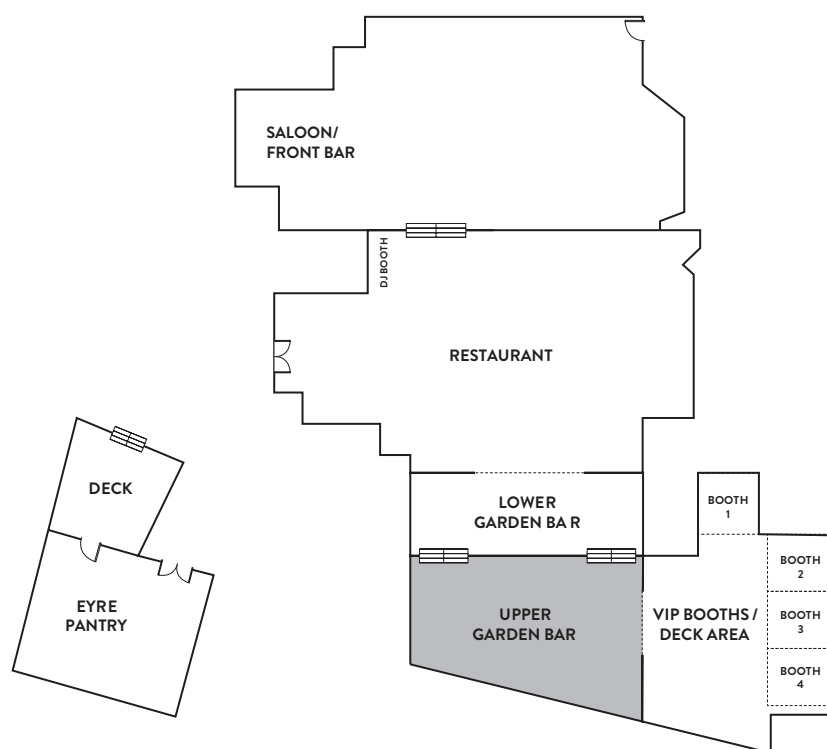 SALOON/
FRONT BAR
DJ BOOTH
RESTAURANT
DECK
EYRE
PANTRY
LOWER
GARDEN BAR
UPPER
GARDEN BAR
VIP BOOTHS /
DECK AREA
BOOTH
1
BOOTH
2
BOOTH
3
BOOTH
4